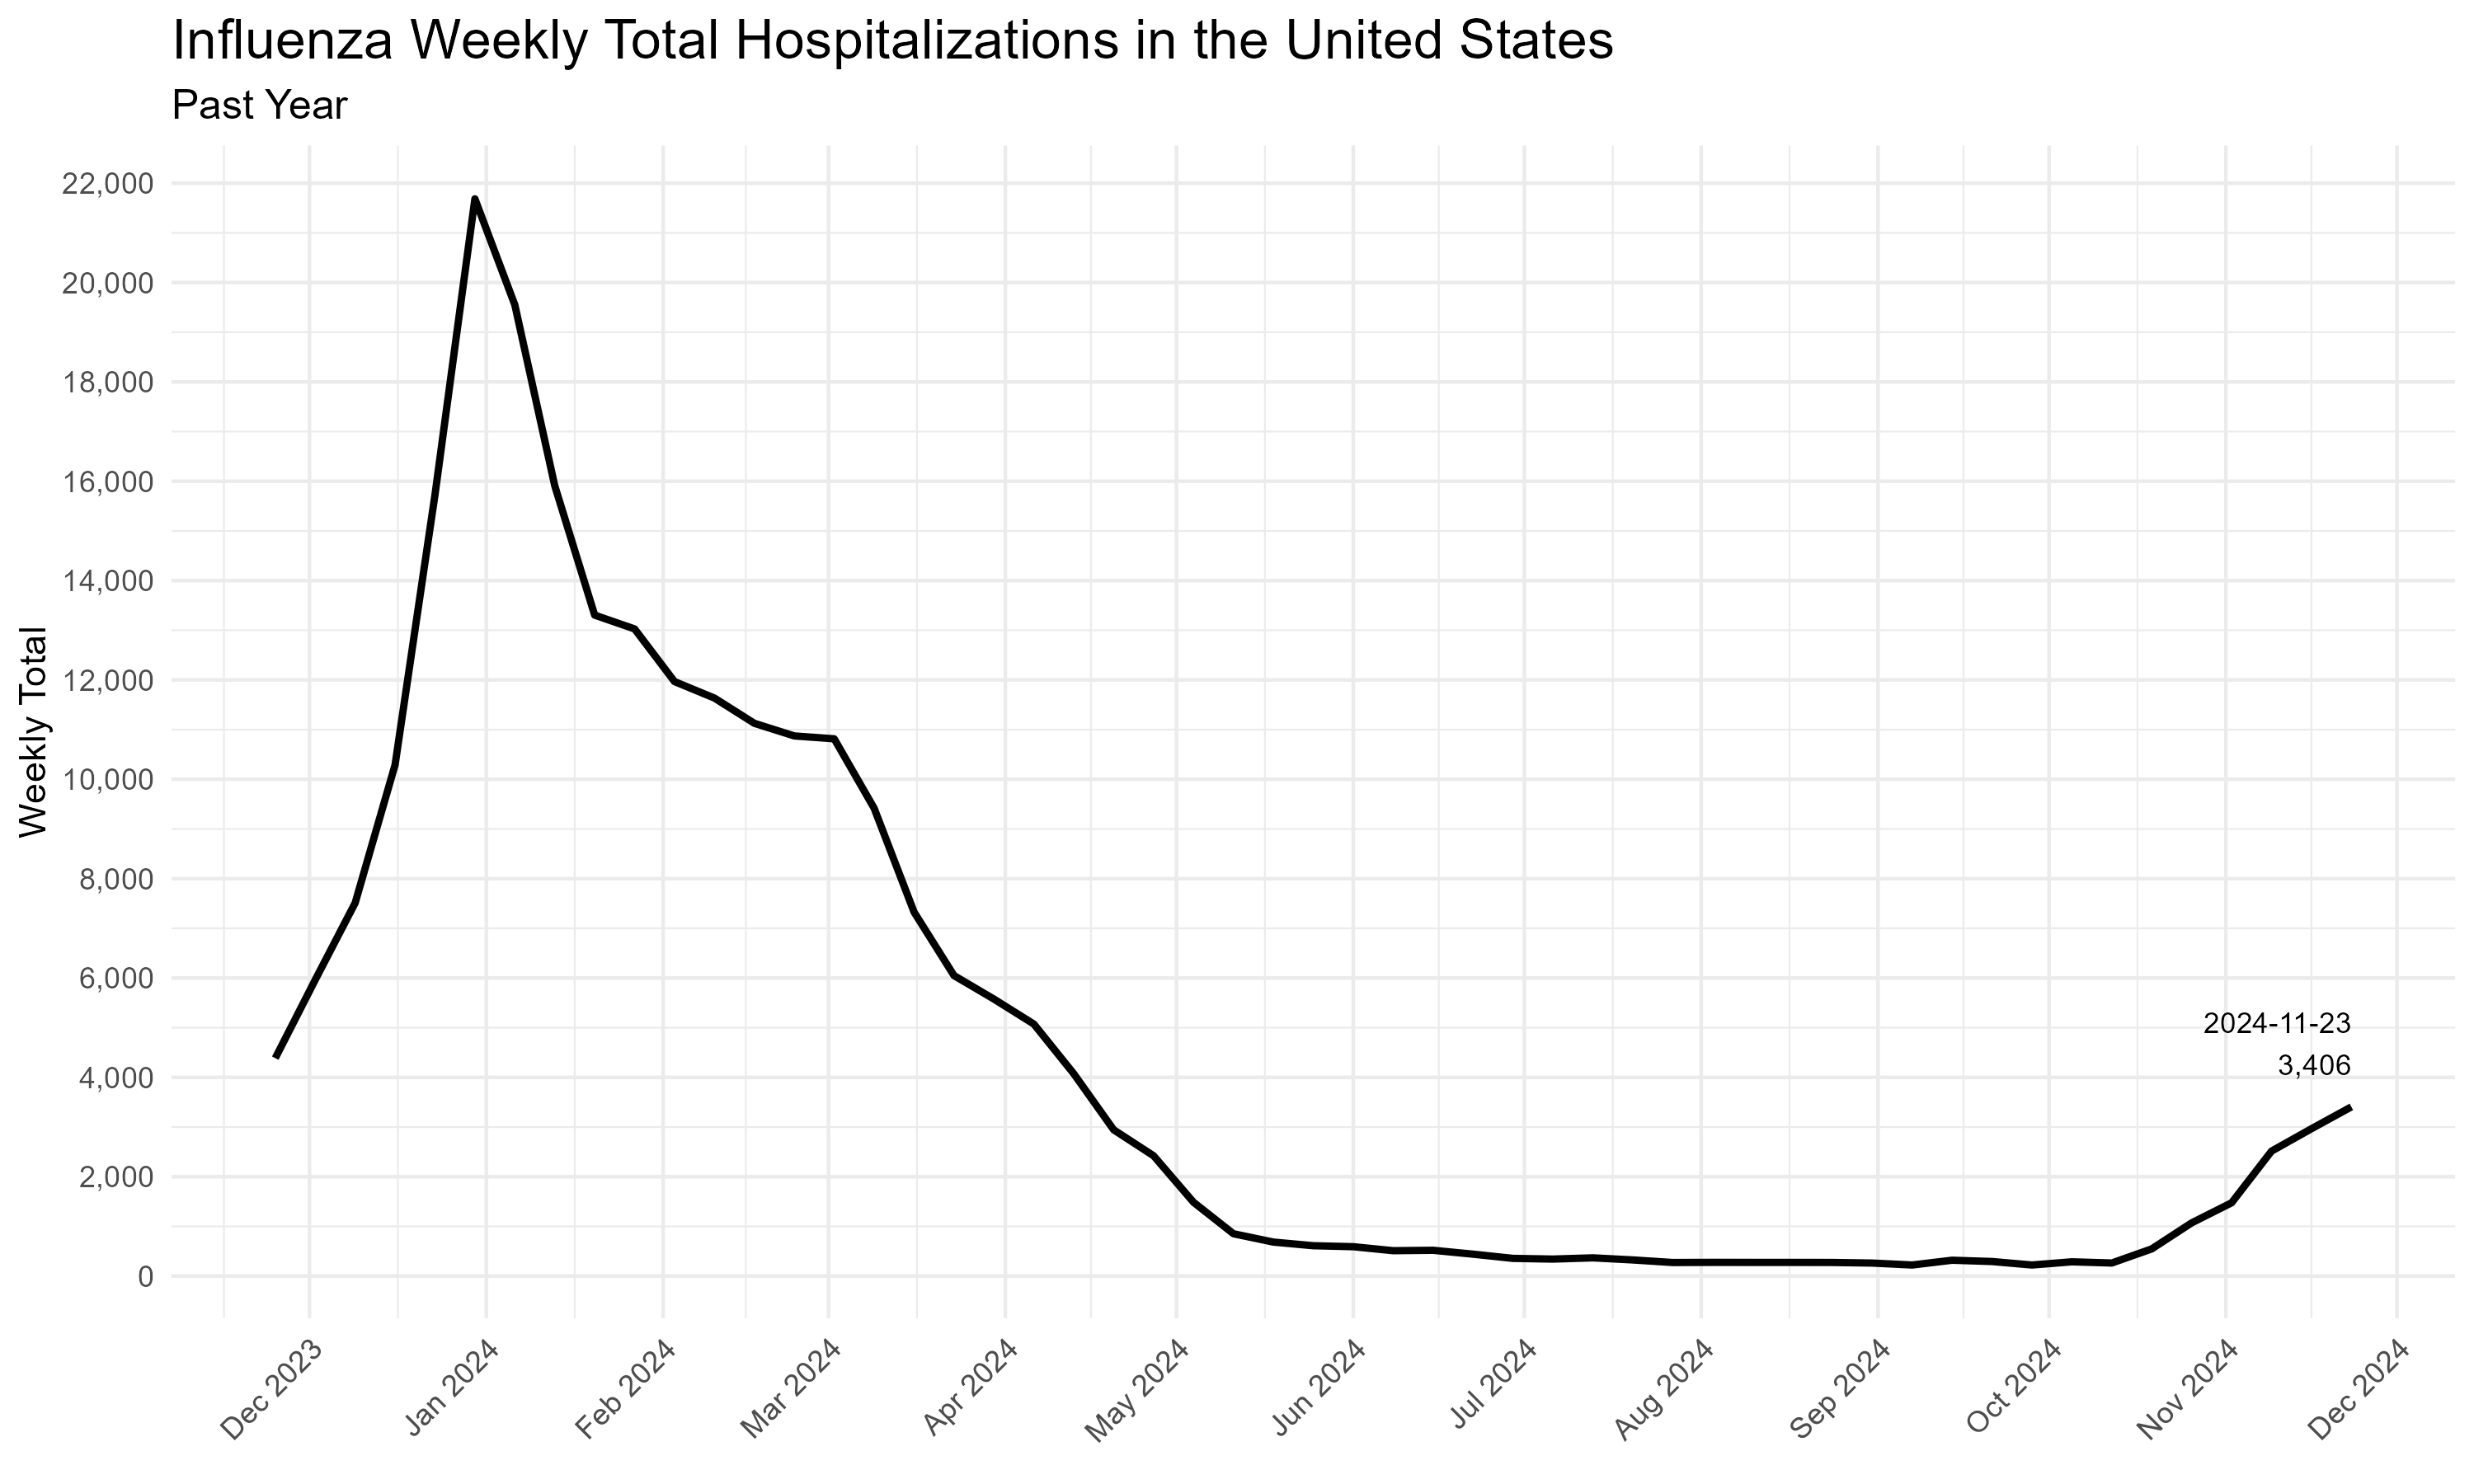 Influenza Weekly Total Hospitalizations in the United States
Past Year
Weekly Total
22,000
20,000
18,000
16,000
14,000
12,000
10,000
8,000
6,000
4,000
2,000
0
2024-11-23
3,406
Dec 2023
Jan 2024
Feb 2024
Mar 2024
Apr 2024
May 2024
Jun 2024
Jul 2024
Aug 2024
Sep 2024
Oct 2024
Nov 2024
Dec 2024